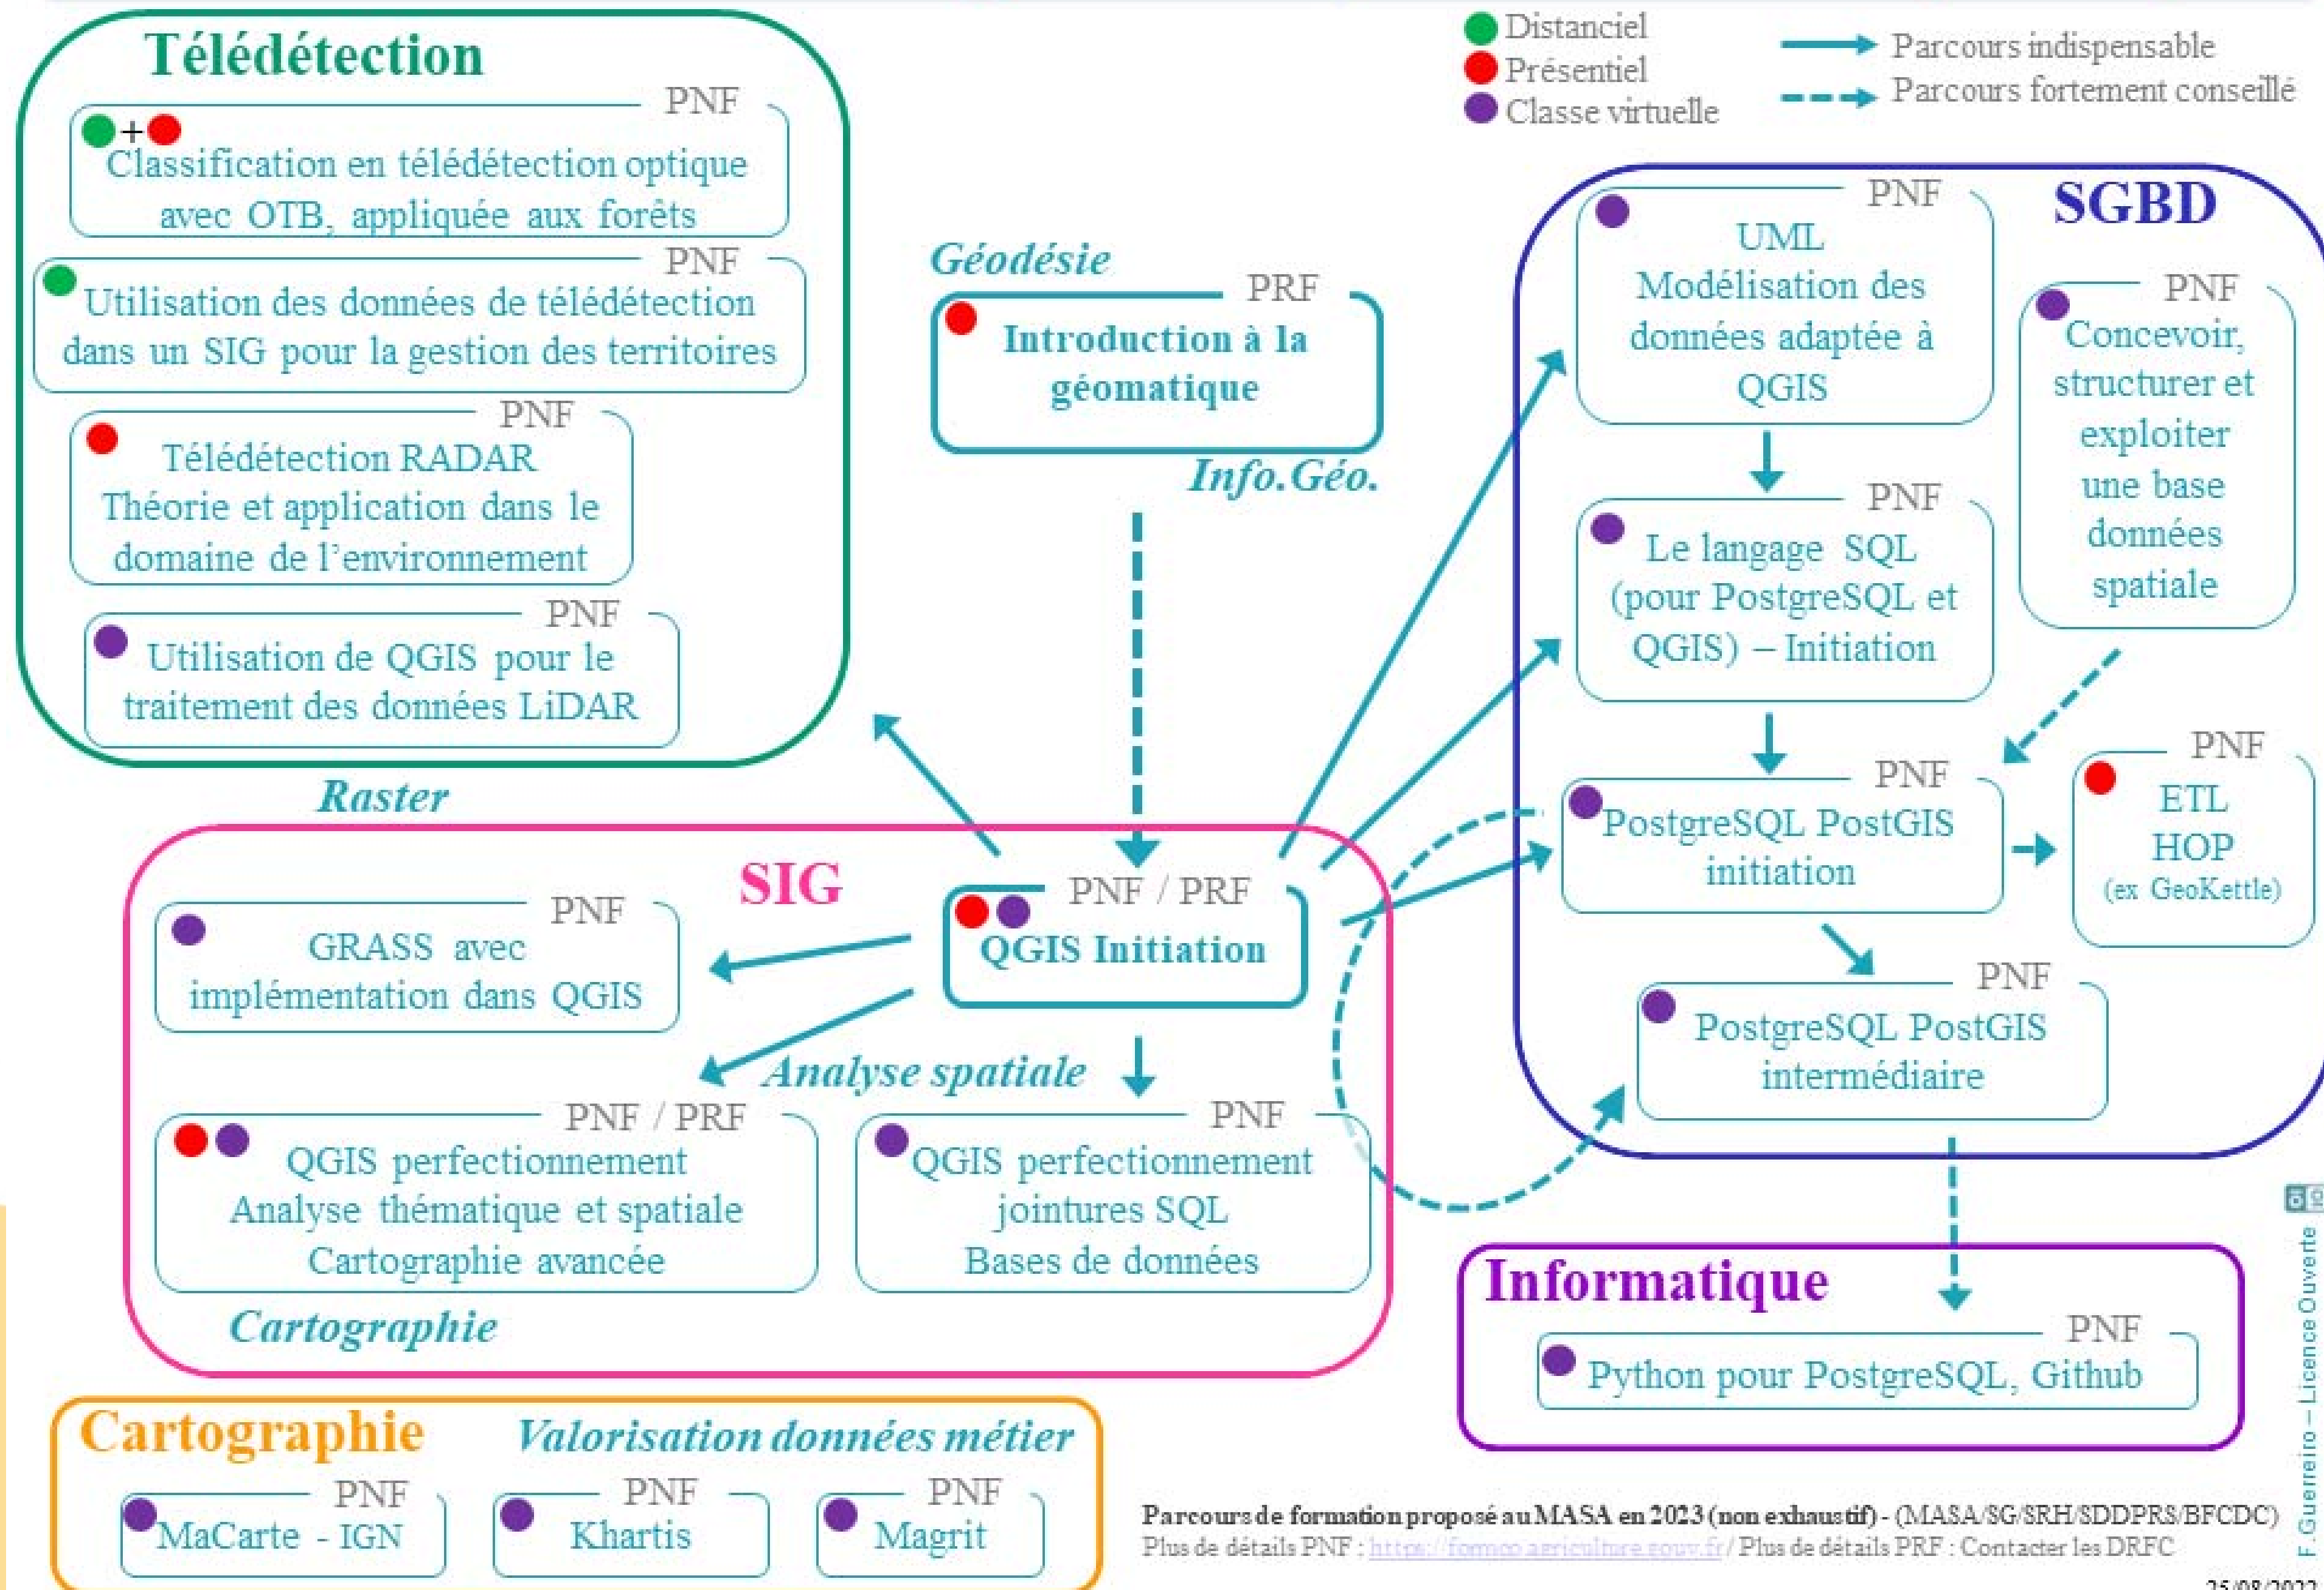 Télédétection
PNF
+
Classification en télédétection optique
avec OTB, appliquée aux forêts
PNF
Utilisation des données de télédétection
dans un SIG pour la gestion des territoires
PNF
Télédétection RADAR
Théorie et application dans le
domaine de l’environnement
PNF
Utilisation de QGIS pour le
traitement des données LiDAR
Raster
Distanciel
Présentiel
Classe virtuelle
Parcours indispensable
Parcours fortement conseillé
Géodésie
PRF
Introduction à la
géomatique
Info.Géo.
SGBD
PNF
UML
Modélisation des
données adaptée à
QGIS
PNF
Concevoir,
structurer et
exploiter
une base
données
spatiale
PNF
Le langage SQL
(pour PostgreSQL et
QGIS) – Initiation
PNF
PostgreSQL PostGIS
initiation
PNF
ETL
HOP
(ex GeoKettle)
PNF
PostgreSQL PostGIS
intermédiaire
SIG
PNF / PRF
QGIS Initiation
PNF
GRASS avec
implémentation dans QGIS
Analyse spatiale
PNF / PRF
QGIS perfectionnement
Analyse thématique et spatiale
Cartographie avancée
PNF
QGIS perfectionnement
jointures SQL
Bases de données
Cartographie
Informatique
PNF
Python pour PostgreSQL, Github
Cartographie
Valorisation données métier
PNF
MaCarte - IGN
PNF
Khartis
PNF
Magrit
Parcours de formation proposé au MASA en 2023 (non exhaustif) - (MASA/SG/SRH/SDDPRS/BFCDC)
Plus de détails PNF : https://formco.agriculture.gouv.fr / Plus de détails PRF : Contacter les DRFC
F. Guerreiro – Licence Ouverte